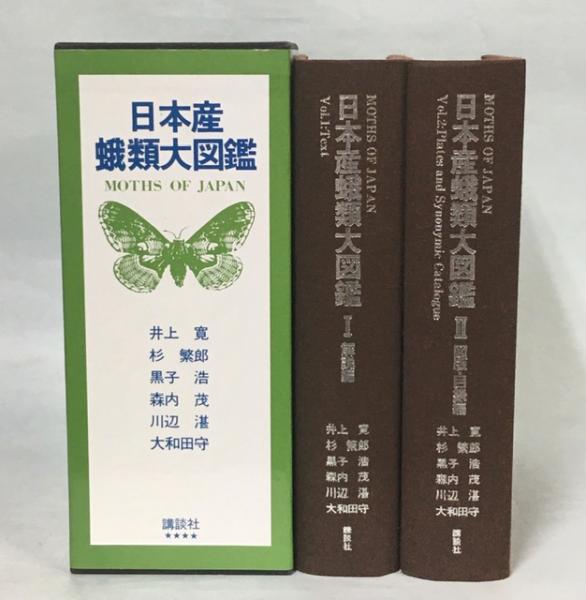 日本産
蛾類大図鑑
MOTHS OF JAPAN
井上 寛
杉 繁郎
黒子 浩
森内 茂
川辺 湛
大和田守
講談社
★★★★
MOTHS OF JAPAN
Vol.1:Text
日本産蛾類大図鑑
I 解説編
井上 寛
杉 繁郎
黒子 浩
森内 茂
川辺 湛
大和田守
講談社
MOTHS OF JAPAN
Vol.2:Plates and Synonymic Catalogue
日本産蛾類大図鑑
II 図版・目録編
井上 寛
杉 繁郎
黒子 浩
森内 茂
川辺 湛
大和田守
講談社